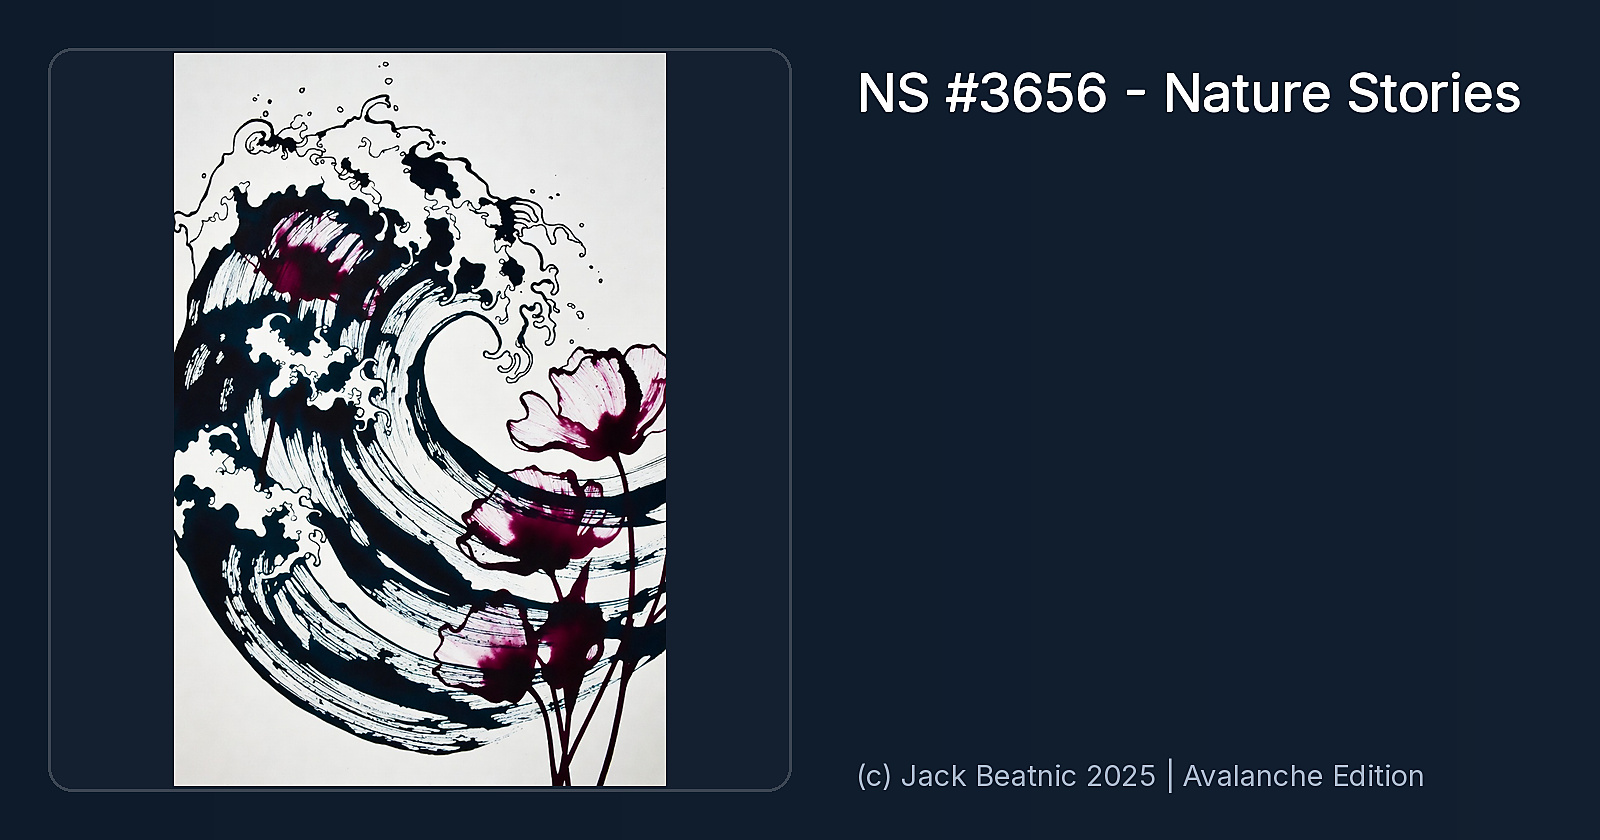 NS #3656 - Nature Stories
(c) Jack Beatnic 2025 | Avalanche Edition